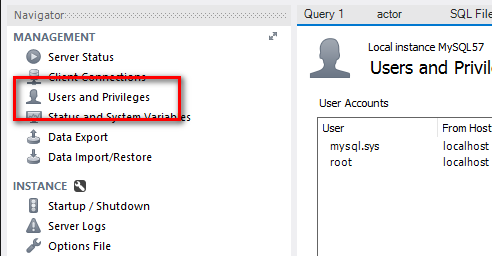 Navigator
MANAGEMENT
Server Status
Client Connections
Users and Privileges
Status and System Variables
Data Export
Data Import/Restore
INSTANCE
Startup / Shutdown
Server Logs
Options File
Query 1 actor SQL File
Local instance MySQL57
Users and Privil
User Accounts
User From Host
mysql.sys localhost
root localhost